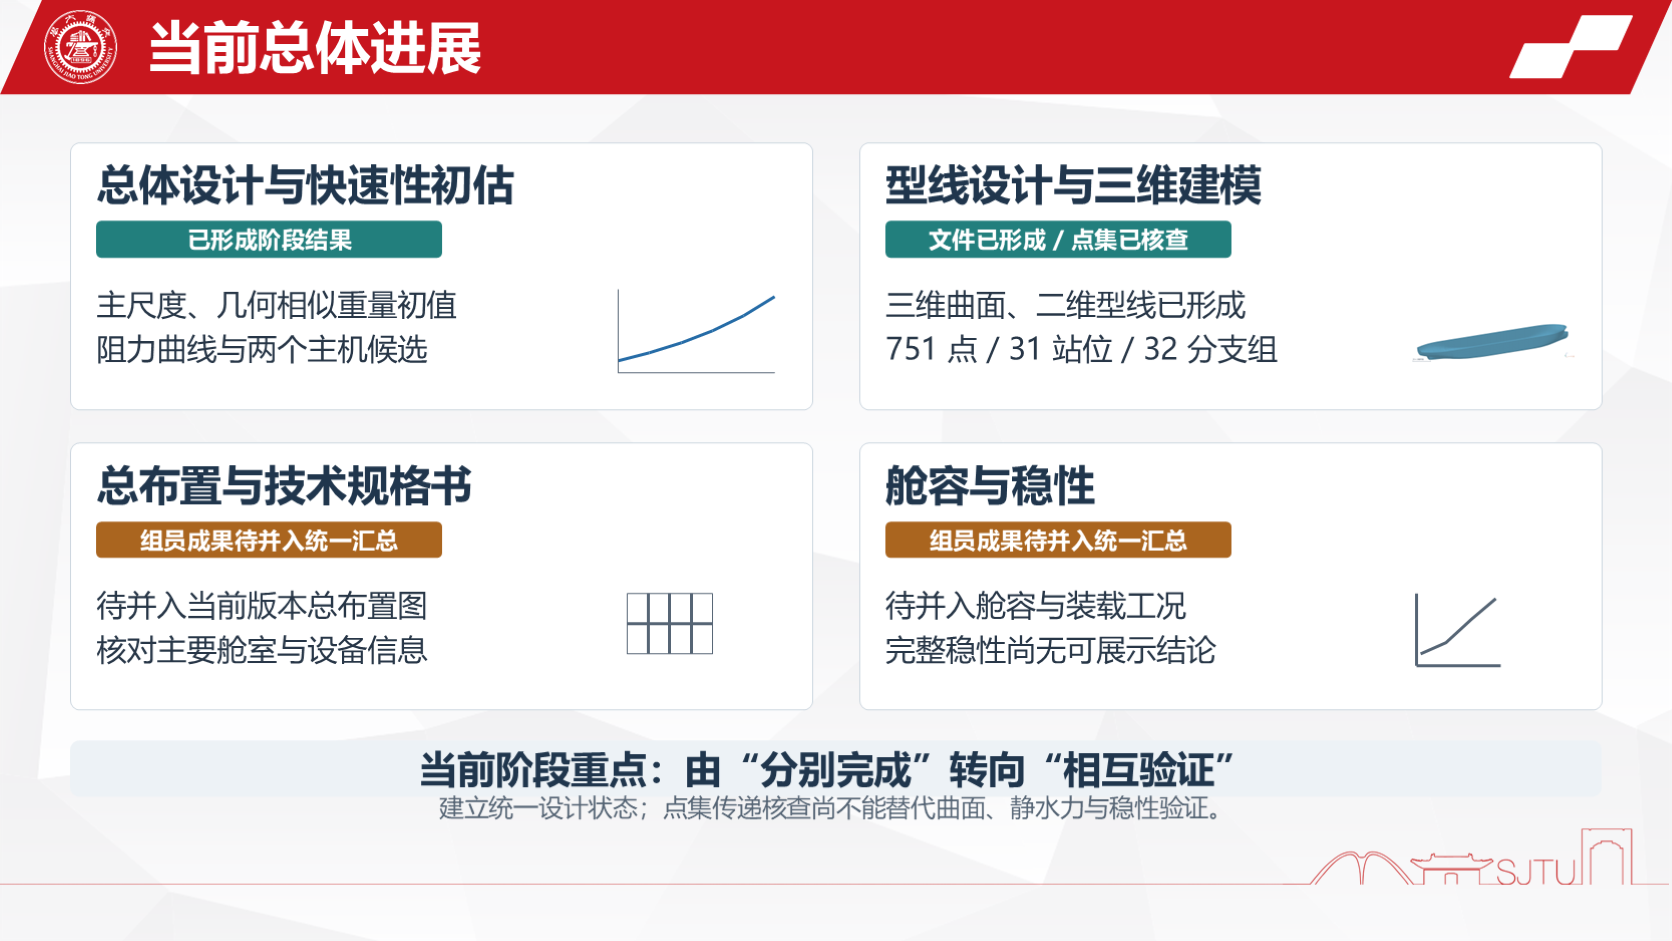 当前总体进展
SHANGHAI JIAO TONG UNIVERSITY
总体设计与快速性初估
已形成阶段结果
主尺度、几何相似重量初值
阻力曲线与两个主机候选
型线设计与三维建模
文件已形成 / 点集已核查
三维曲面、二维型线已形成
751 点 / 31 站位 / 32 分支组
总布置与技术规格书
组员成果待并入统一汇总
待并入当前版本总布置图
核对主要舱室与设备信息
舱容与稳性
组员成果待并入统一汇总
待并入舱容与装载工况
完整稳性尚无可展示结论
当前阶段重点：由“分别完成”转向“相互验证”
建立统一设计状态；点集传递核查尚不能替代曲面、静水力与稳性验证。
SJTU